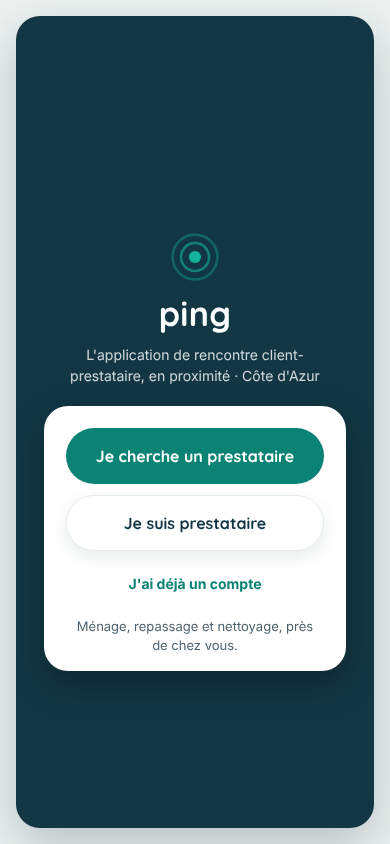 ping
L'application de rencontre client-
prestataire, en proximité · Côte d'Azur
Je cherche un prestataire
Je suis prestataire
J'ai déjà un compte
Ménage, repassage et nettoyage, près
de chez vous.